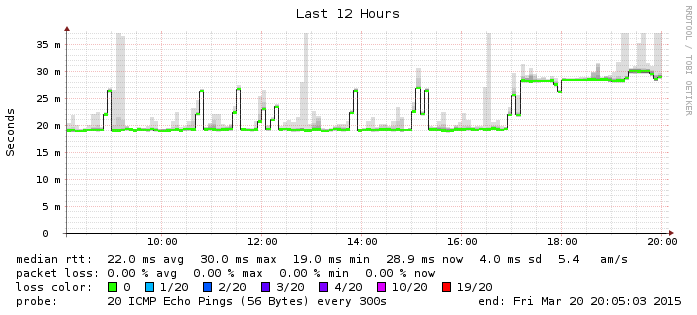 Last 12 Hours
RRDTOOL / TOBI OETIKER
Seconds
35 m
30 m
25 m
20 m
15 m
10 m
5 m
0
10:00 12:00 14:00 16:00 18:00 20:00
median rtt: 22.0 ms avg 30.0 ms max 19.0 ms min 28.9 ms now 4.0 ms sd 5.4 am/s
packet loss: 0.00 % avg 0.00 % max 0.00 % min 0.00 % now
loss color: 0 1/20 2/20 3/20 4/20 10/20 19/20
probe: 20 ICMP Echo Pings (56 Bytes) every 300s end: Fri Mar 20 20:05:03 2015